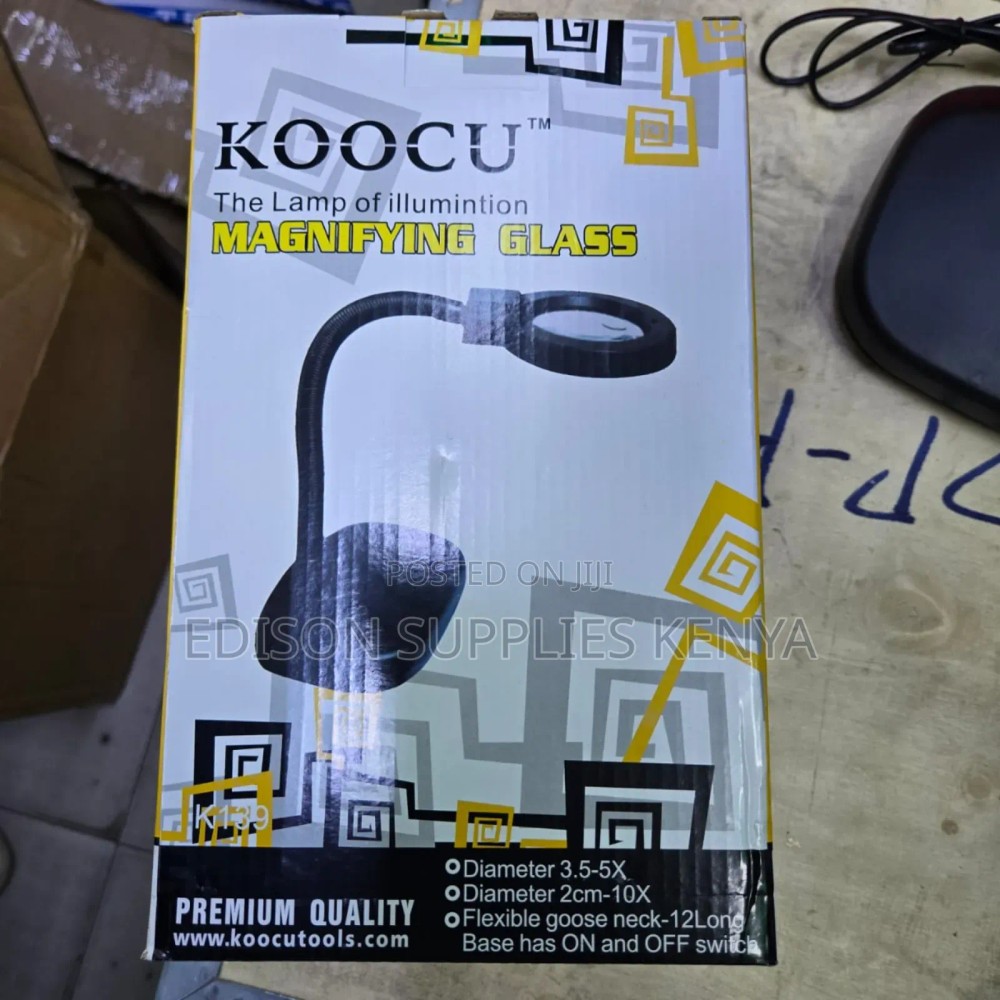 KOOCU™
The Lamp of illumintion
MAGNIFYING GLASS
POSTED ON JIJI
EDISON SUPPLIES KENYA
K139
Diameter 3.5-5X
Diameter 2cm-10X
Flexible goose neck-12Long
Base has ON and OFF switch
PREMIUM QUALITY
www.koocutools.com